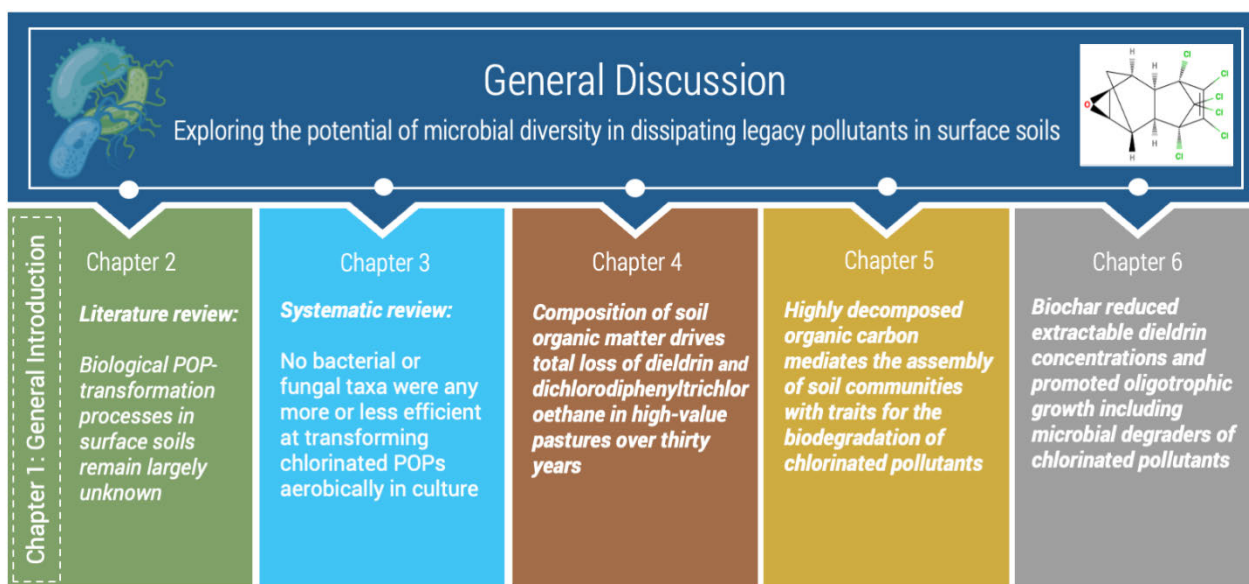 General Discussion
Exploring the potential of microbial diversity in dissipating legacy pollutants in surface soils
H
H
Cl
Cl
Cl
Cl
Cl
Cl
O
H
H
H
Chapter 1: General Introduction
Chapter 2
Literature review:
Biological POP-
transformation
processes in
surface soils
remain largely
unknown
Chapter 3
Systematic review:
No bacterial or
fungal taxa were any
more or less efficient
at transforming
chlorinated POPs
aerobically in culture
Chapter 4
Composition of soil
organic matter drives
total loss of dieldrin and
dichlorodiphenyltrichlor
oethane in high-value
pastures over thirty
years
Chapter 5
Highly decomposed
organic carbon
mediates the assembly
of soil communities
with traits for the
biodegradation of
chlorinated pollutants
Chapter 6
Biochar reduced
extractable dieldrin
concentrations and
promoted oligotrophic
growth including
microbial degraders of
chlorinated pollutants